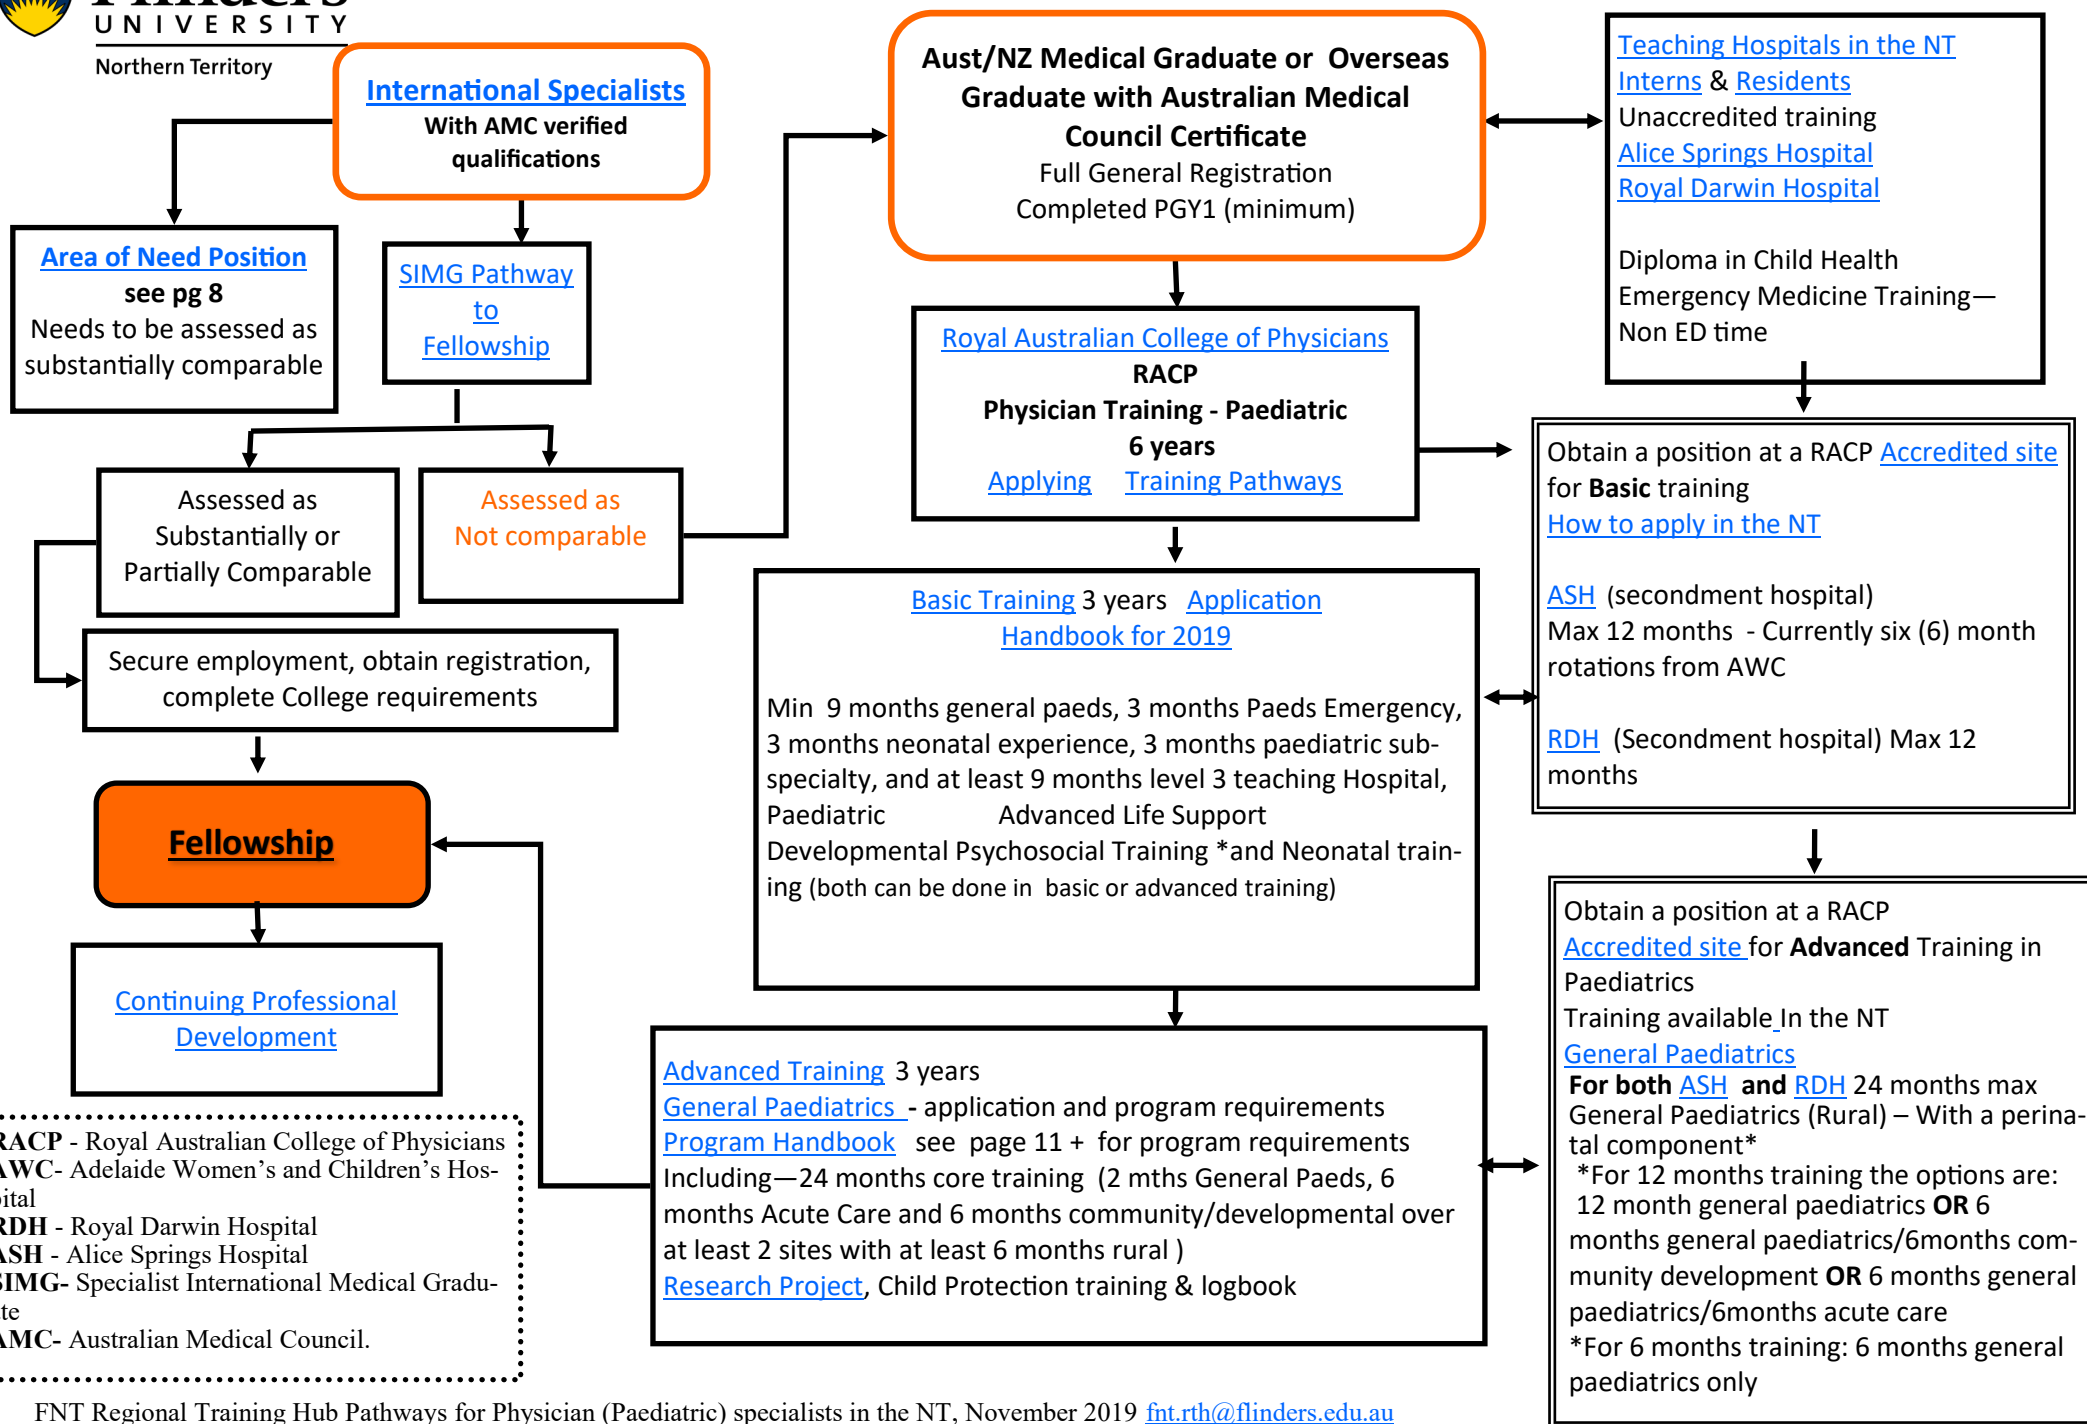 UNIVERSITY
Northern Territory
International Specialists
With AMC verified
qualifications
Area of Need Position
see pg 8
Needs to be assessed as
substantially comparable
SIMG Pathway
to
Fellowship
Assessed as
Substantially or
Partially Comparable
Assessed as
Not comparable
Secure employment, obtain registration,
complete College requirements
Fellowship
Continuing Professional
Development
Aust/NZ Medical Graduate or Overseas
Graduate with Australian Medical
Council Certificate
Full General Registration
Completed PGY1 (minimum)
Royal Australian College of Physicians
RACP
Physician Training - Paediatric
6 years
Applying Training Pathways
Basic Training 3 years Application
Handbook for 2019
Min 9 months general paeds, 3 months Paeds Emergency,
3 months neonatal experience, 3 months paediatric sub-
specialty, and at least 9 months level 3 teaching Hospital,
Paediatric Advanced Life Support
Developmental Psychosocial Training *and Neonatal train-
ing (both can be done in basic or advanced training)
Advanced Training 3 years
General Paediatrics - application and program requirements
Program Handbook see page 11 + for program requirements
Including—24 months core training (2 mths General Paeds, 6
months Acute Care and 6 months community/developmental over
at least 2 sites with at least 6 months rural )
Research Project, Child Protection training & logbook
Teaching Hospitals in the NT
Interns & Residents
Unaccredited training
Alice Springs Hospital
Royal Darwin Hospital
Diploma in Child Health
Emergency Medicine Training—
Non ED time
Obtain a position at a RACP Accredited site
for Basic training
How to apply in the NT
ASH (secondment hospital)
Max 12 months - Currently six (6) month
rotations from AWC
RDH (Secondment hospital) Max 12
months
Obtain a position at a RACP
Accredited site for Advanced Training in
Paediatrics
Training available In the NT
General Paediatrics
For both ASH and RDH 24 months max
General Paediatrics (Rural) – With a perina-
tal component*
*For 12 months training the options are:
12 month general paediatrics OR 6
months general paediatrics/6months com-
munity development OR 6 months general
paediatrics/6months acute care
*For 6 months training: 6 months general
paediatrics only
RACP - Royal Australian College of Physicians
AWC- Adelaide Women's and Children's Hos-
pital
RDH - Royal Darwin Hospital
ASH - Alice Springs Hospital
SIMG- Specialist International Medical Gradu-
ate
AMC- Australian Medical Council.
FNT Regional Training Hub Pathways for Physician (Paediatric) specialists in the NT, November 2019 fnt.rth@flinders.edu.au